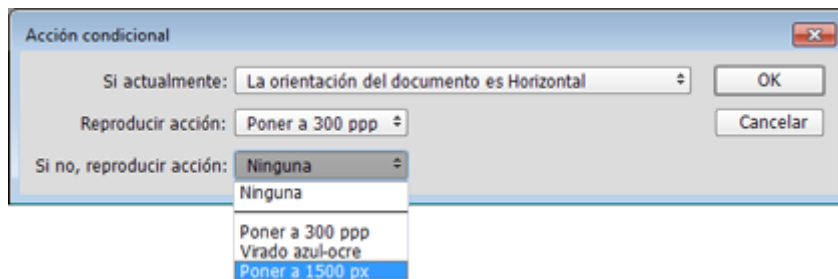 Acción condicional
Si actualmente: La orientación del documento es Horizontal OK
Reproducir acción: Poner a 300 ppp Cancelar
Si no, reproducir acción: Ninguna
Ninguna
Poner a 300 ppp
Virado azul-ocre
Poner a 1500 px